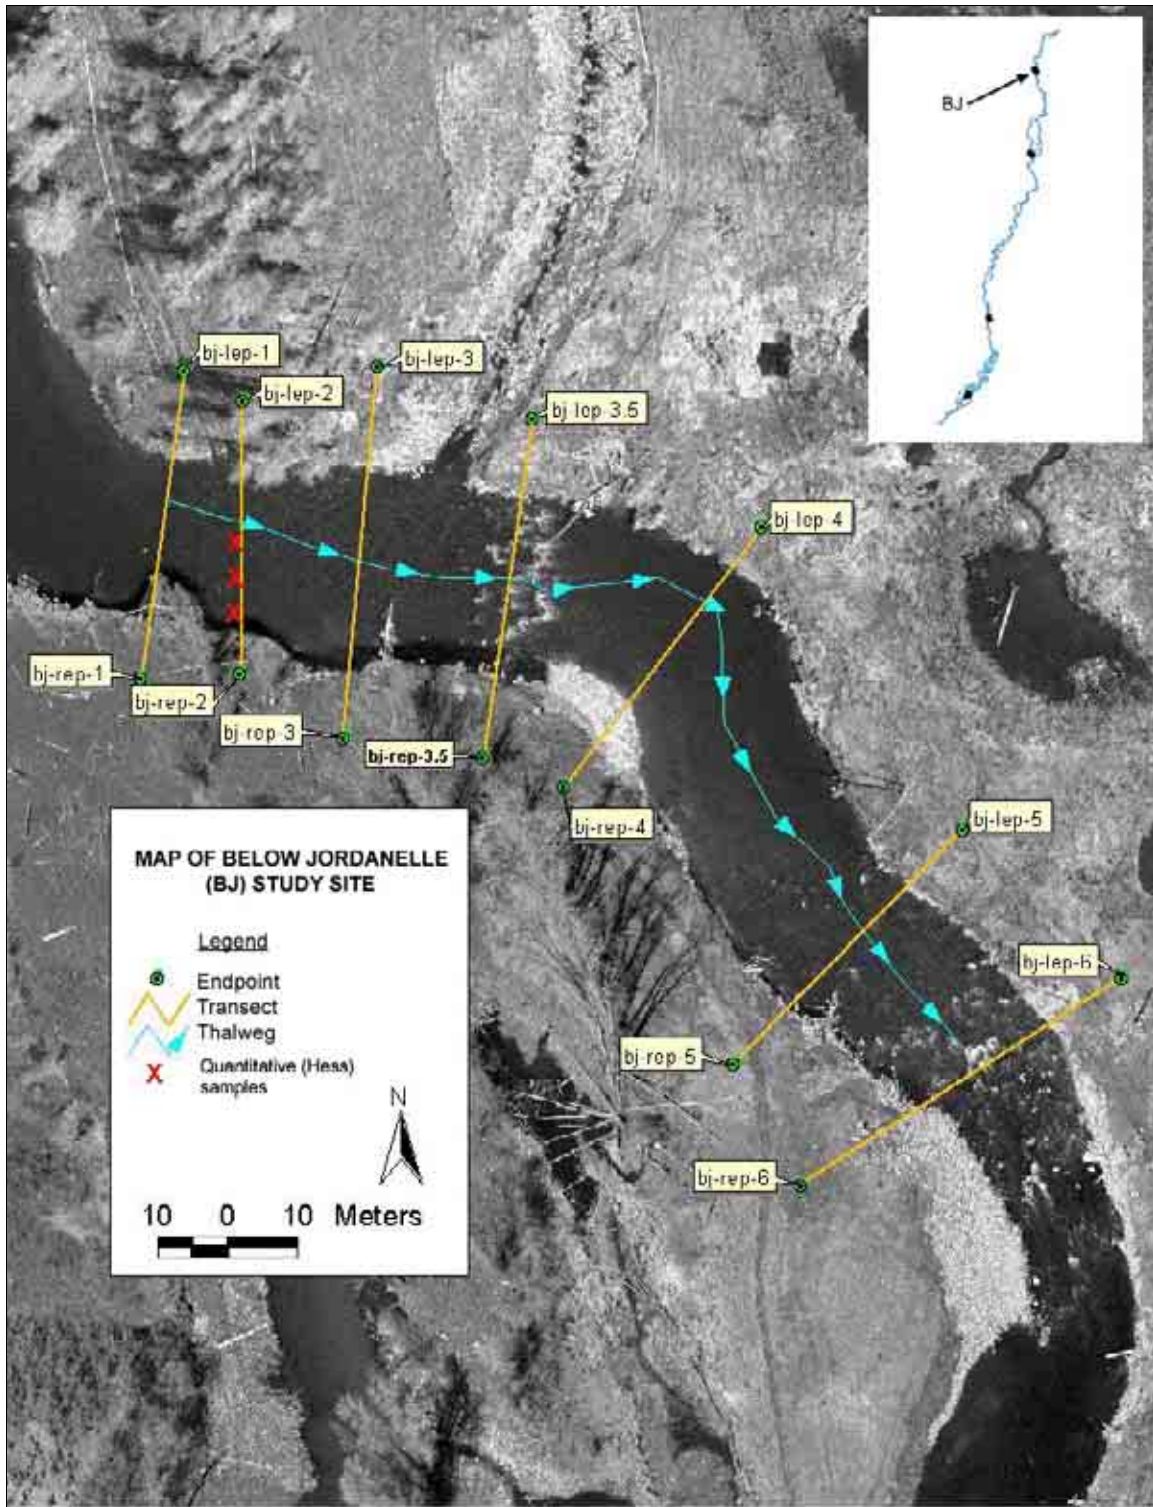 BJ
bj-lep-1
bj-lep-2
bj-lep-3
bj-lep-3.5
bj-lep-4
bj-rep-1
bj-rep-2
bj-rep-3
bj-rep-3.5
bj-rep-4
bj-lep-5
bj-lep-6
bj-rep-5
bj-rep-6
MAP OF BELOW JORDANELLE
(BJ) STUDY SITE
Legend
Endpoint
Transect
Thalweg
X Quantitative (Hess)
samples
N
10 0 10 Meters